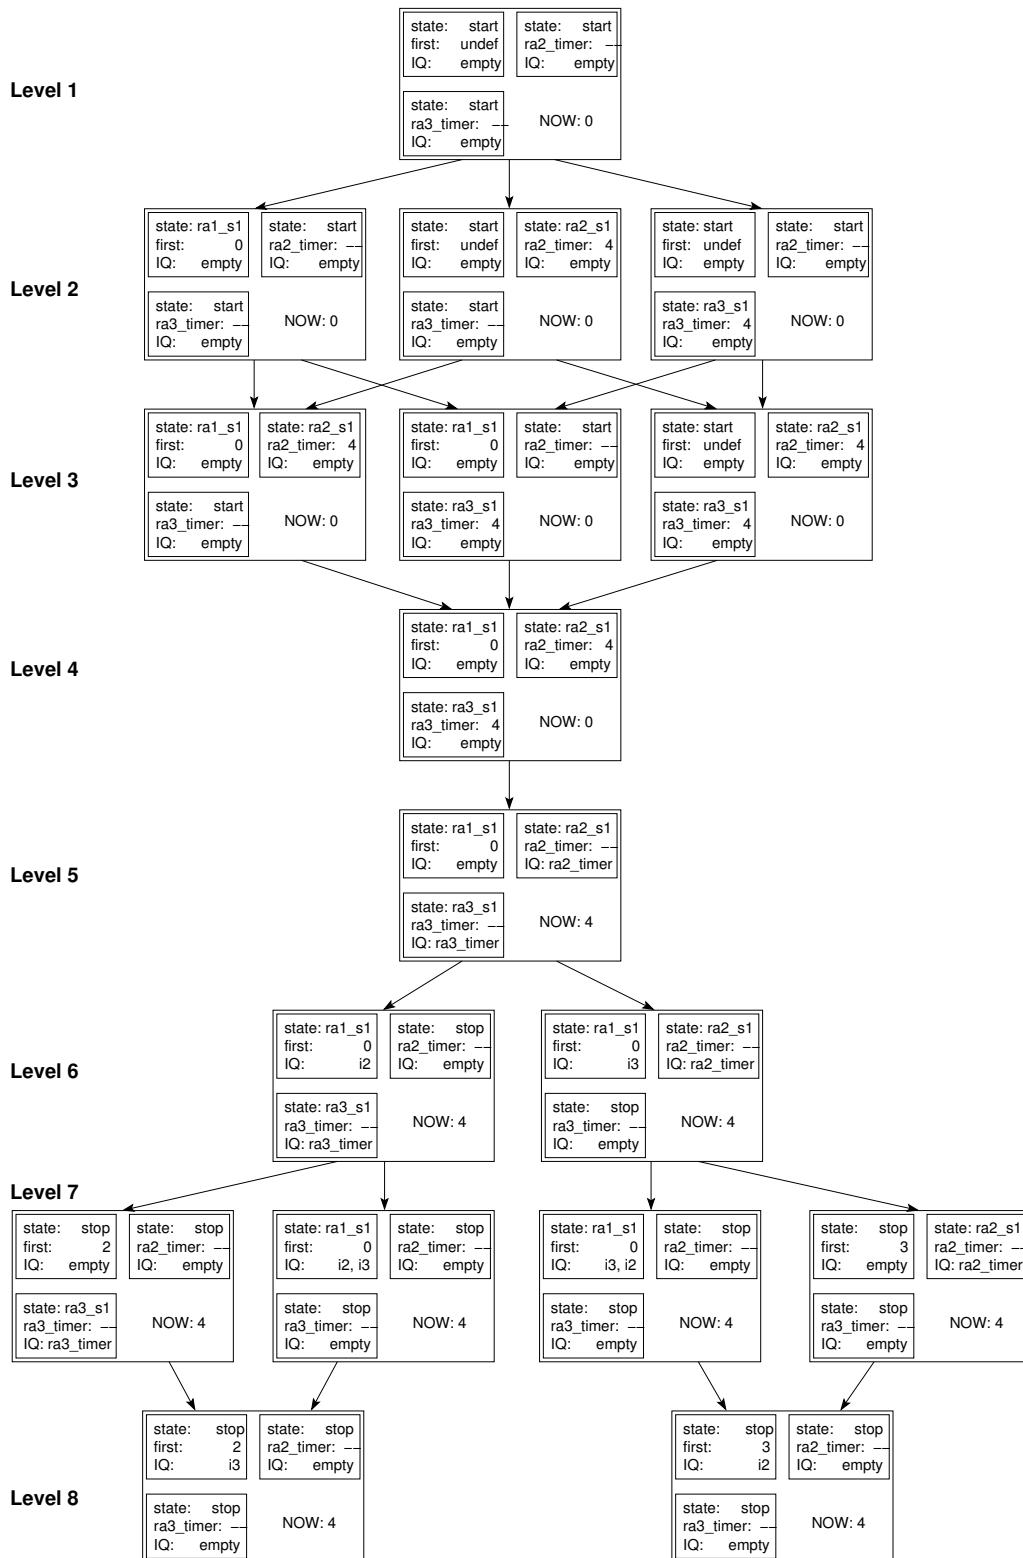 state: start
first: undef
IQ: empty
state: start
ra2_timer: --
IQ: empty
Level 1
state: start
ra3_timer: --
IQ: empty
NOW: 0
state: ra1_s1
first: 0
IQ: empty
state: start
ra2_timer: --
IQ: empty
state: start
first: undef
IQ: empty
state: ra2_s1
ra2_timer: 4
IQ: empty
state: start
first: undef
IQ: empty
state: start
ra2_timer: --
IQ: empty
Level 2
state: start
ra3_timer: --
IQ: empty
NOW: 0
state: start
ra3_timer: --
IQ: empty
NOW: 0
state: ra3_s1
ra3_timer: 4
IQ: empty
NOW: 0
state: ra1_s1
first: 0
IQ: empty
state: ra2_s1
ra2_timer: 4
IQ: empty
state: ra1_s1
first: 0
IQ: empty
state: start
ra2_timer: --
IQ: empty
state: start
first: undef
IQ: empty
state: ra2_s1
ra2_timer: 4
IQ: empty
Level 3
state: start
ra3_timer: --
IQ: empty
NOW: 0
state: ra3_s1
ra3_timer: 4
IQ: empty
NOW: 0
state: ra3_s1
ra3_timer: 4
IQ: empty
NOW: 0
state: ra1_s1
first: 0
IQ: empty
state: ra2_s1
ra2_timer: 4
IQ: empty
Level 4
state: ra3_s1
ra3_timer: 4
IQ: empty
NOW: 0
state: ra1_s1
first: 0
IQ: empty
state: ra2_s1
ra2_timer: --
IQ: ra2_timer
Level 5
state: ra3_s1
ra3_timer: --
IQ: ra3_timer
NOW: 4
state: ra1_s1
first: 0
IQ: i2
state: stop
ra2_timer: --
IQ: empty
state: ra1_s1
first: 0
IQ: i3
state: ra2_s1
ra2_timer: --
IQ: ra2_timer
Level 6
state: ra3_s1
ra3_timer: --
IQ: ra3_timer
NOW: 4
state: stop
ra3_timer: --
IQ: empty
NOW: 4
Level 7
state: stop
first: 2
IQ: empty
state: stop
ra2_timer: --
IQ: empty
state: ra1_s1
first: 0
IQ: i2, i3
state: stop
ra2_timer: --
IQ: empty
state: ra1_s1
first: 0
IQ: i3, i2
state: stop
ra2_timer: --
IQ: empty
state: stop
first: 3
IQ: empty
state: ra2_s1
ra2_timer: --
IQ: ra2_timer
state: ra3_s1
ra3_timer: --
IQ: ra3_timer
NOW: 4
state: stop
ra3_timer: --
IQ: empty
NOW: 4
state: stop
ra3_timer: --
IQ: empty
NOW: 4
state: stop
ra3_timer: --
IQ: empty
NOW: 4
state: stop
first: 2
IQ: i3
state: stop
ra2_timer: --
IQ: empty
state: stop
first: 3
IQ: i2
state: stop
ra2_timer: --
IQ: empty
Level 8
state: stop
ra3_timer: --
IQ: empty
NOW: 4
state: stop
ra3_timer: --
IQ: empty
NOW: 4